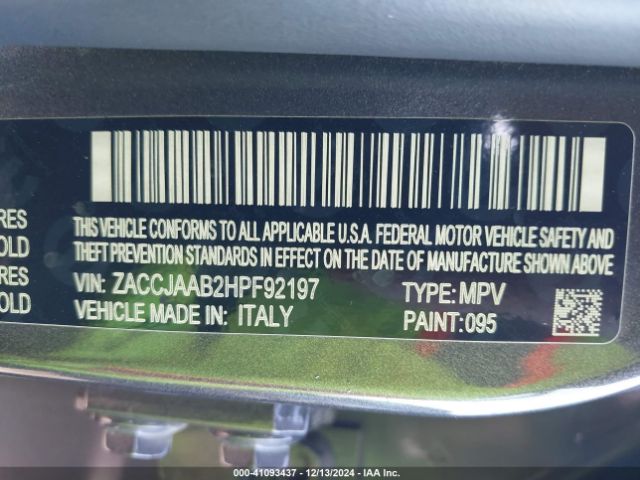 THIS VEHICLE CONFORMS TO ALL APPLICABLE U.S.A. FEDERAL MOTOR VEHICLE SAFETY AND
RES
THEFT PREVENTION STANDARDS IN EFFECT ON THE DATE OF MANUFACTURE SHOWN ABOVE
OLD
RES
VIN: ZACCJAAB2HPF92197 TYPE: MPV
OLD
VEHICLE MADE IN: ITALY PAINT: 095
000-41093437 - 12/13/2024 - IAA Inc.